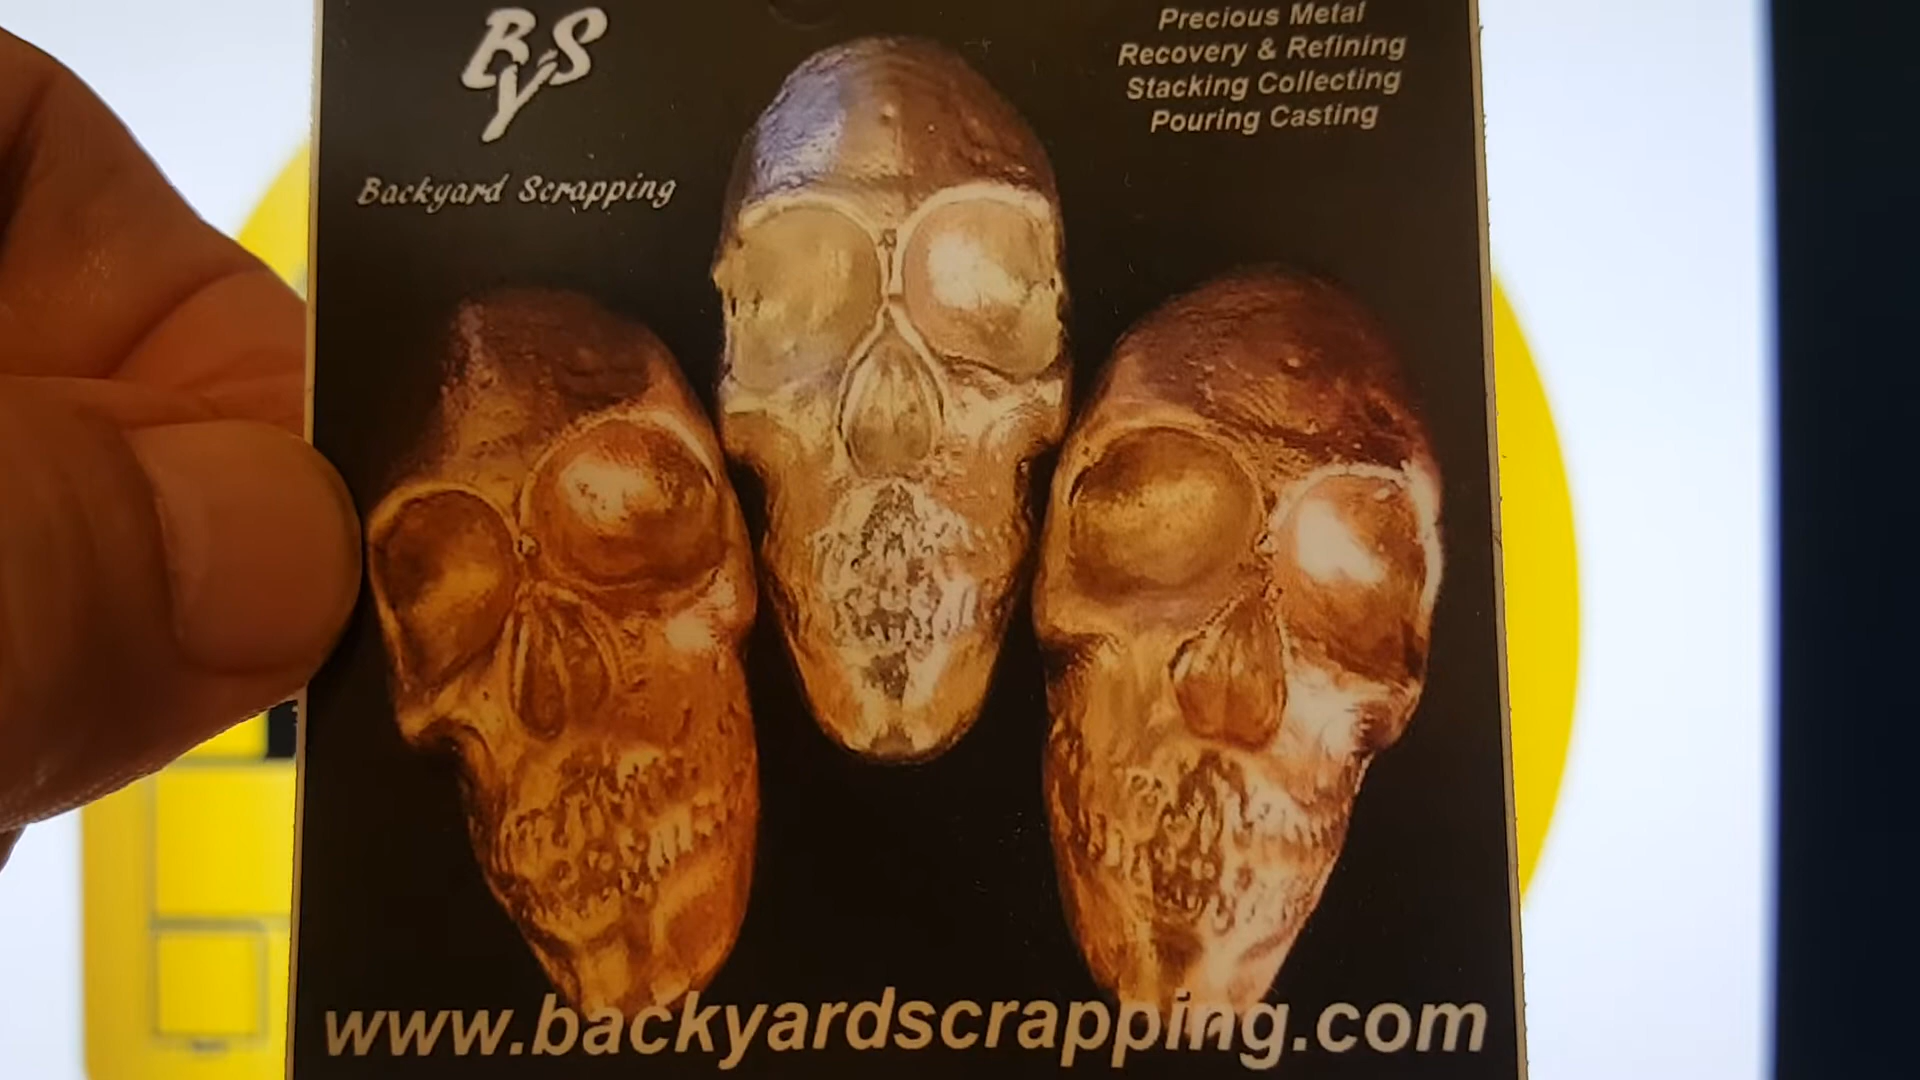 BYS
Backyard Scrapping
Precious Metal
Recovery & Refining
Stacking Collecting
Pouring Casting
www.backyardscrapping.com